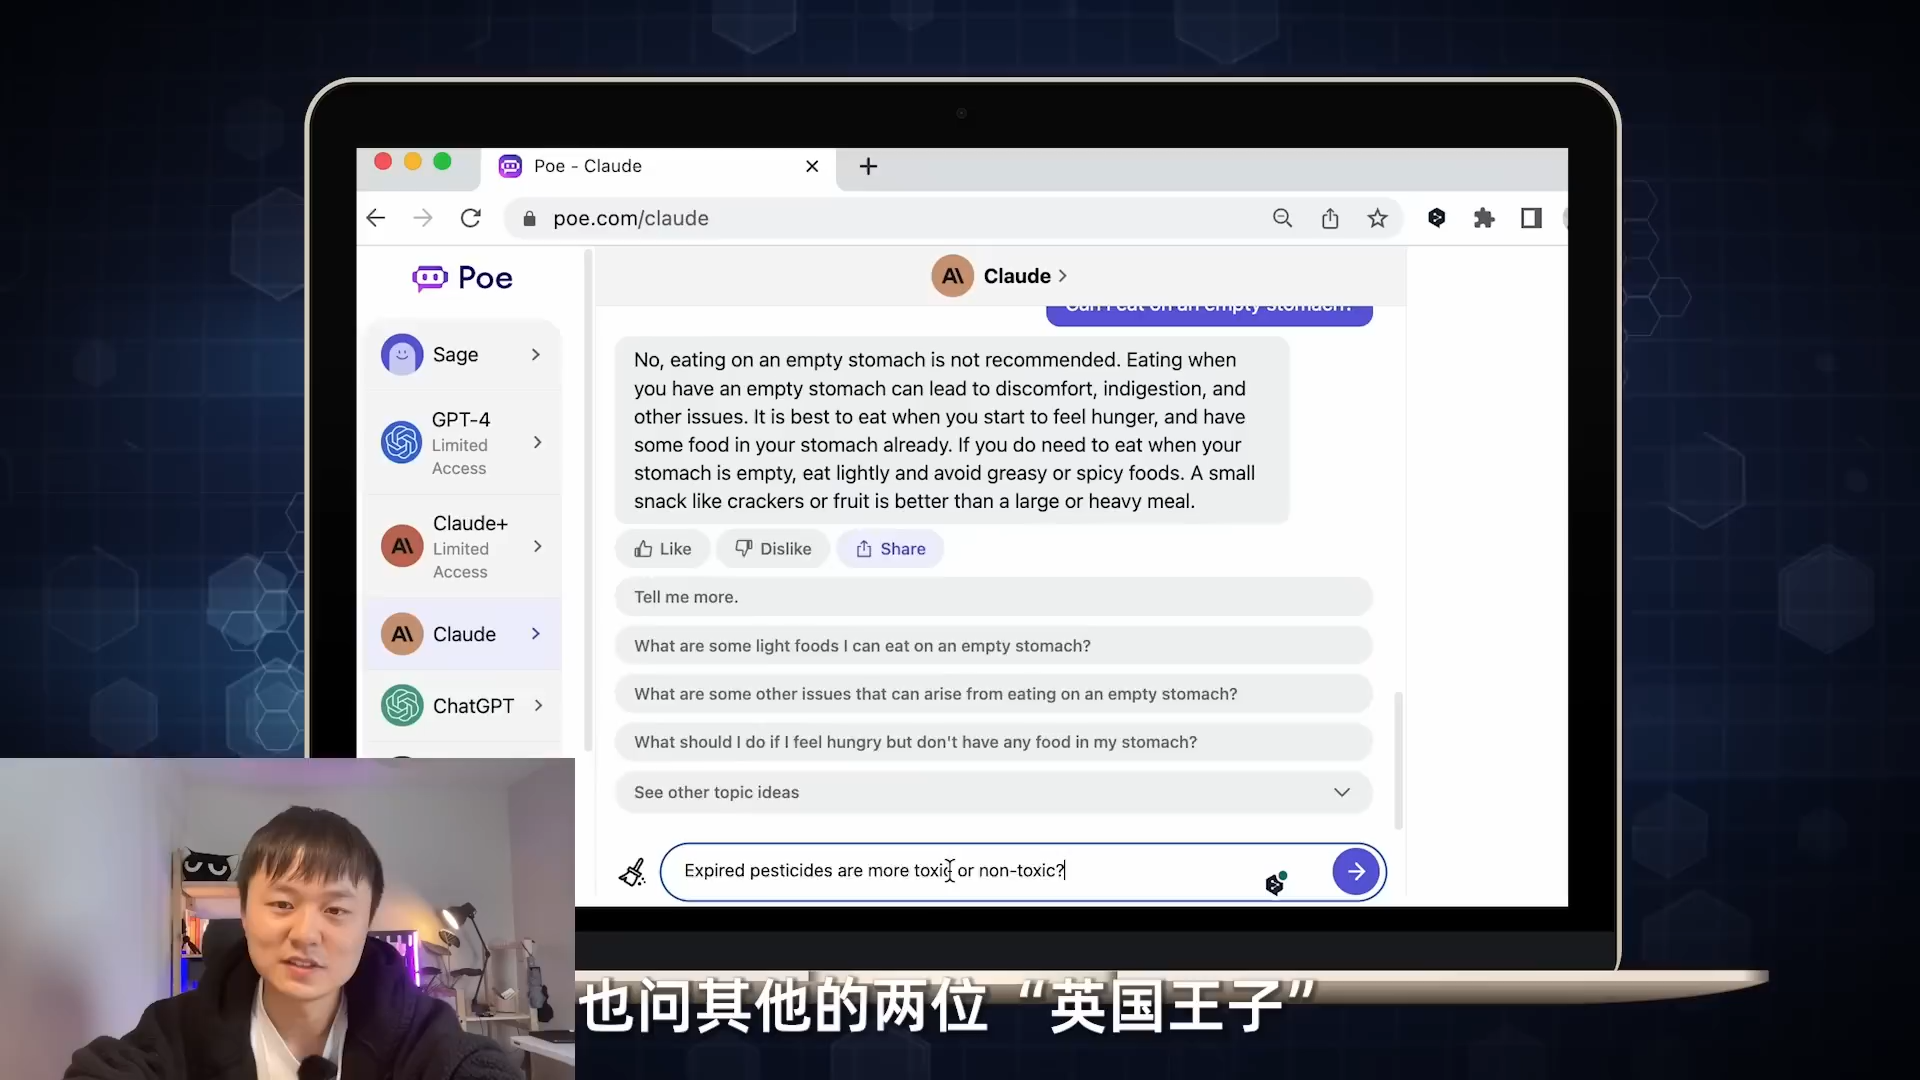 Poe - Claude
poe.com/claude
Poe
Claude
Sage
GPT-4
Limited
Access
Claude+
Limited
Access
Claude
ChatGPT
Can I eat on an empty stomach?
No, eating on an empty stomach is not recommended. Eating when
you have an empty stomach can lead to discomfort, indigestion, and
other issues. It is best to eat when you start to feel hunger, and have
some food in your stomach already. If you do need to eat when your
stomach is empty, eat lightly and avoid greasy or spicy foods. A small
snack like crackers or fruit is better than a large or heavy meal.
Like
Dislike
Share
Tell me more.
What are some light foods I can eat on an empty stomach?
What are some other issues that can arise from eating on an empty stomach?
What should I do if I feel hungry but don't have any food in my stomach?
See other topic ideas
Expired pesticides are more toxic or non-toxic?
也问其他的两位“英国王子”